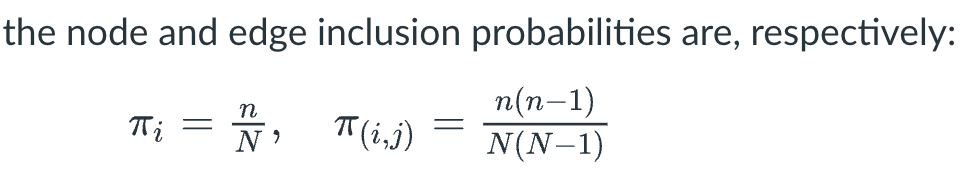 the node and edge inclusion probabilities are, respectively:
π_i = n/N, π_(i,j) = n(n−1)/N(N−1)